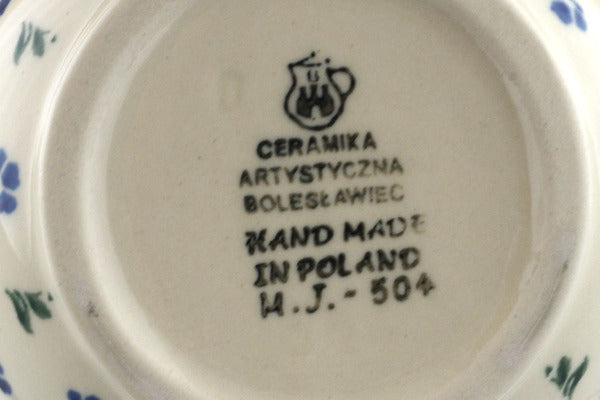 CERAMIKA
ARTYSTYCZNA
BOLESŁAWIEC
HAND MADE
IN POLAND
W.J.-504